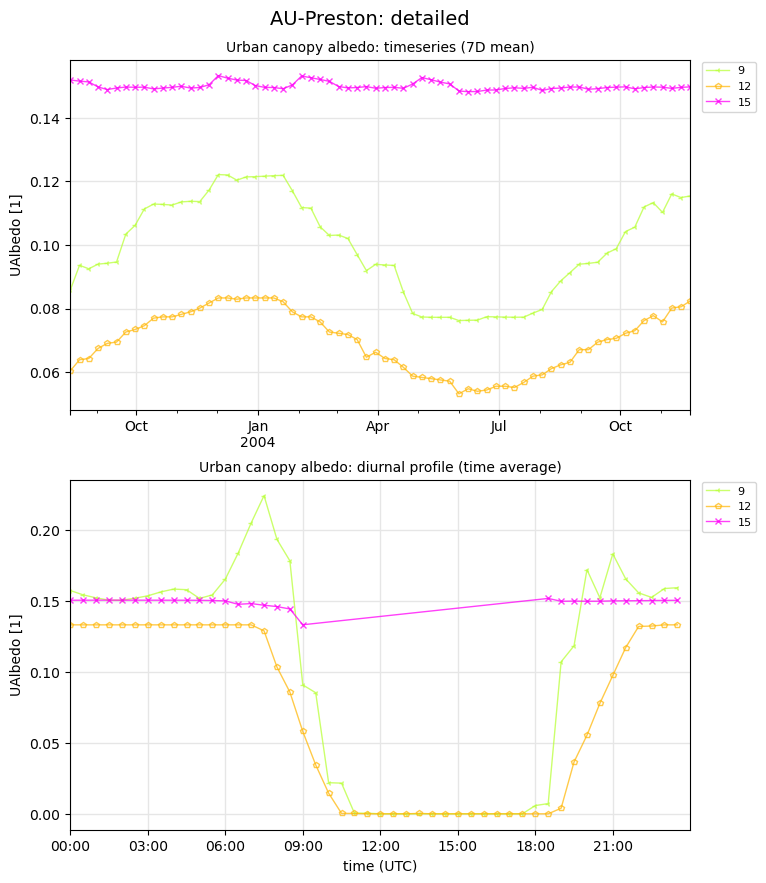 AU-Preston: detailed
Urban canopy albedo: timeseries (7D mean)
UAlbedo [1]
0.14
0.12
0.10
0.08
0.06
Oct
Jan
2004
Apr
Jul
Oct
9
12
15
Urban canopy albedo: diurnal profile (time average)
UAlbedo [1]
0.20
0.15
0.10
0.05
0.00
00:00
03:00
06:00
09:00
12:00
15:00
18:00
21:00
time (UTC)
9
12
15